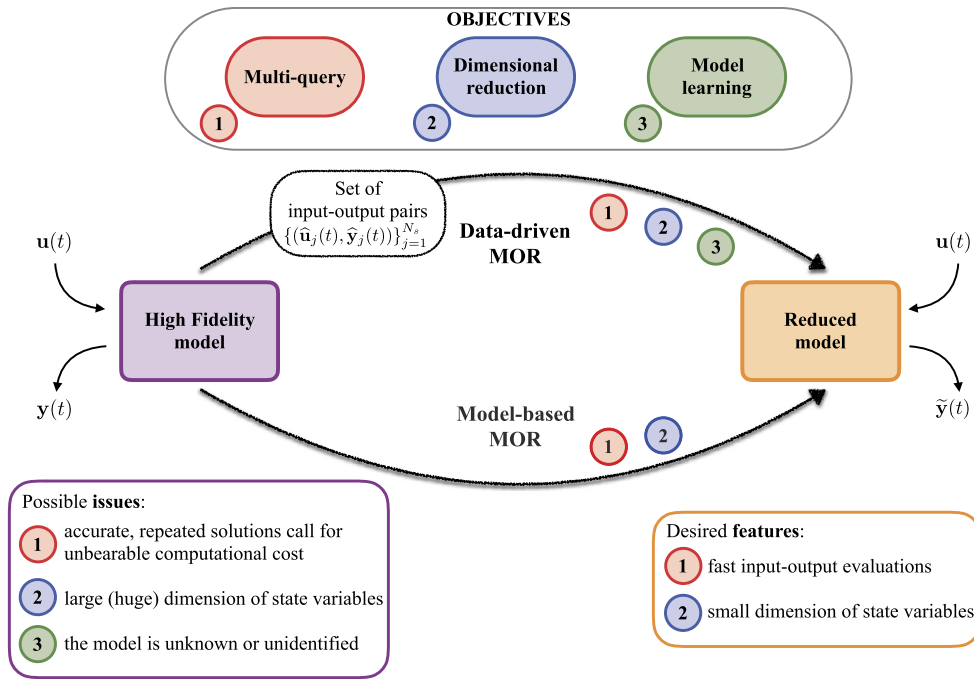 OBJECTIVES
Multi-query
1
Dimensional
reduction
2
Model
learning
3
Set of
input-output pairs
{(û_j(t), ŷ_j(t))}_{j=1}^{N_s}
Data-driven
MOR
1
2
3
u(t)
High Fidelity
model
y(t)
u(t)
Reduced
model
ỹ(t)
Model-based
MOR
1
2
Possible issues:
1 accurate, repeated solutions call for
unbearable computational cost
2 large (huge) dimension of state variables
3 the model is unknown or unidentified
Desired features:
1 fast input-output evaluations
2 small dimension of state variables